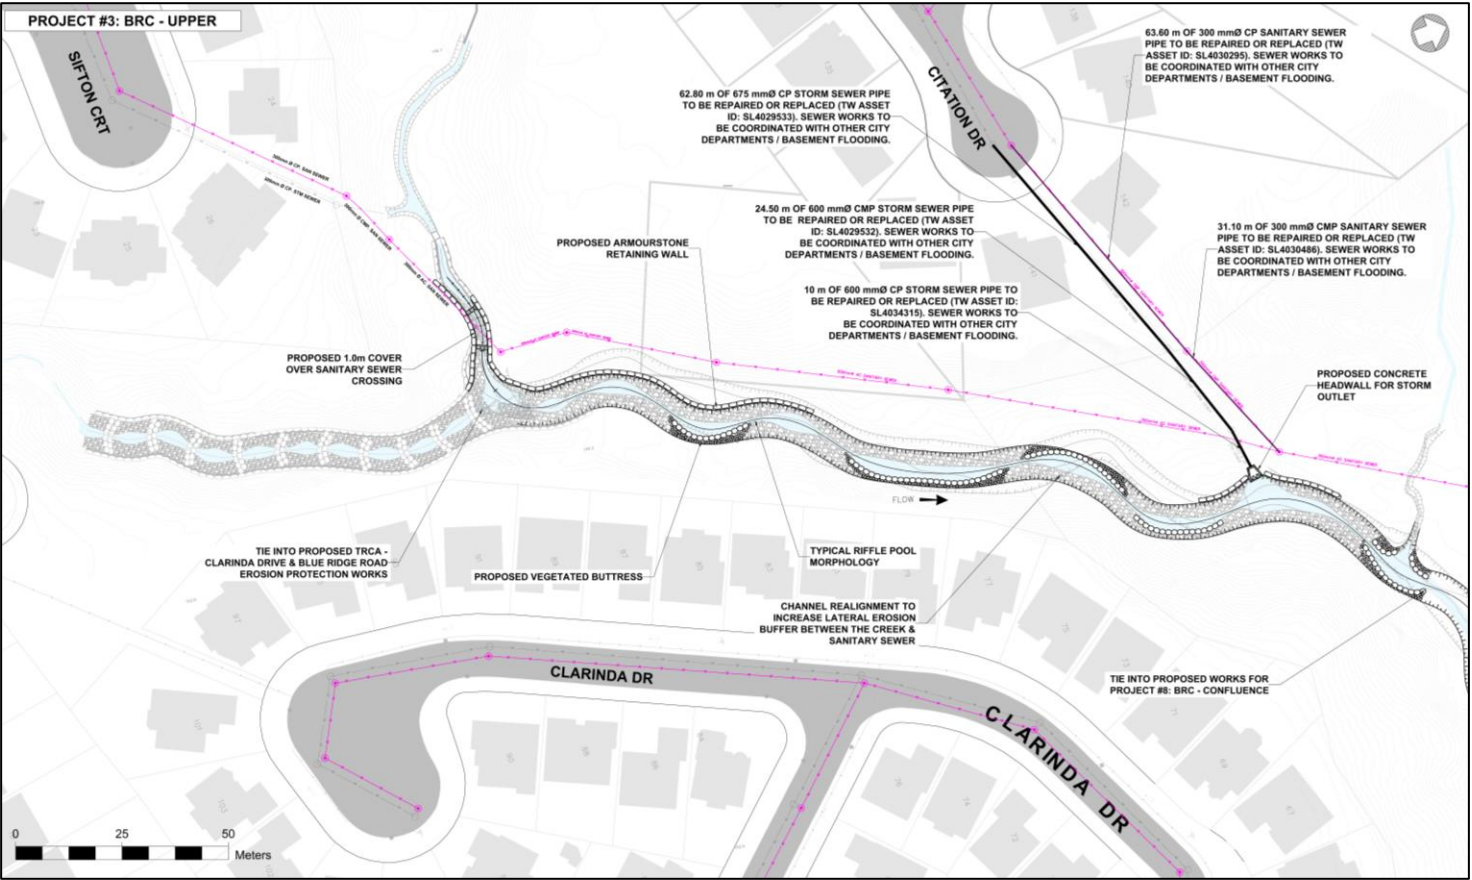 PROJECT #3: BRC - UPPER
SIFTON CRT
CITATION DR
63.60 m OF 300 mmØ CP SANITARY SEWER
PIPE TO BE REPAIRED OR REPLACED (TW
ASSET ID: SL4030295). SEWER WORKS TO
BE COORDINATED WITH OTHER CITY
DEPARTMENTS / BASEMENT FLOODING.
62.80 m OF 675 mmØ CP STORM SEWER PIPE
TO BE REPAIRED OR REPLACED (TW ASSET
ID: SL4029533). SEWER WORKS TO
BE COORDINATED WITH OTHER CITY
DEPARTMENTS / BASEMENT FLOODING.
24.50 m OF 600 mmØ CMP STORM SEWER PIPE
TO BE REPAIRED OR REPLACED (TW ASSET
ID: SL4029532). SEWER WORKS TO
BE COORDINATED WITH OTHER CITY
DEPARTMENTS / BASEMENT FLOODING.
31.10 m OF 300 mmØ CMP SANITARY SEWER
PIPE TO BE REPAIRED OR REPLACED (TW
ASSET ID: SL4030486). SEWER WORKS TO
BE COORDINATED WITH OTHER CITY
DEPARTMENTS / BASEMENT FLOODING.
PROPOSED ARMOURSTONE
RETAINING WALL
10 m OF 600 mmØ CP STORM SEWER PIPE TO
BE REPAIRED OR REPLACED (TW ASSET ID:
SL4034315). SEWER WORKS TO
BE COORDINATED WITH OTHER CITY
DEPARTMENTS / BASEMENT FLOODING.
PROPOSED 1.0m COVER
OVER SANITARY SEWER
CROSSING
PROPOSED CONCRETE
HEADWALL FOR STORM
OUTLET
FLOW
TIE INTO PROPOSED TRCA -
CLARINDA DRIVE & BLUE RIDGE ROAD
EROSION PROTECTION WORKS
PROPOSED VEGETATED BUTTRESS
TYPICAL RIFFLE POOL
MORPHOLOGY
CHANNEL REALIGNMENT TO
INCREASE LATERAL EROSION
BUFFER BETWEEN THE CREEK &
SANITARY SEWER
TIE INTO PROPOSED WORKS FOR
PROJECT #8: BRC - CONFLUENCE
CLARINDA DR
CLARINDA DR
0 25 50
Meters